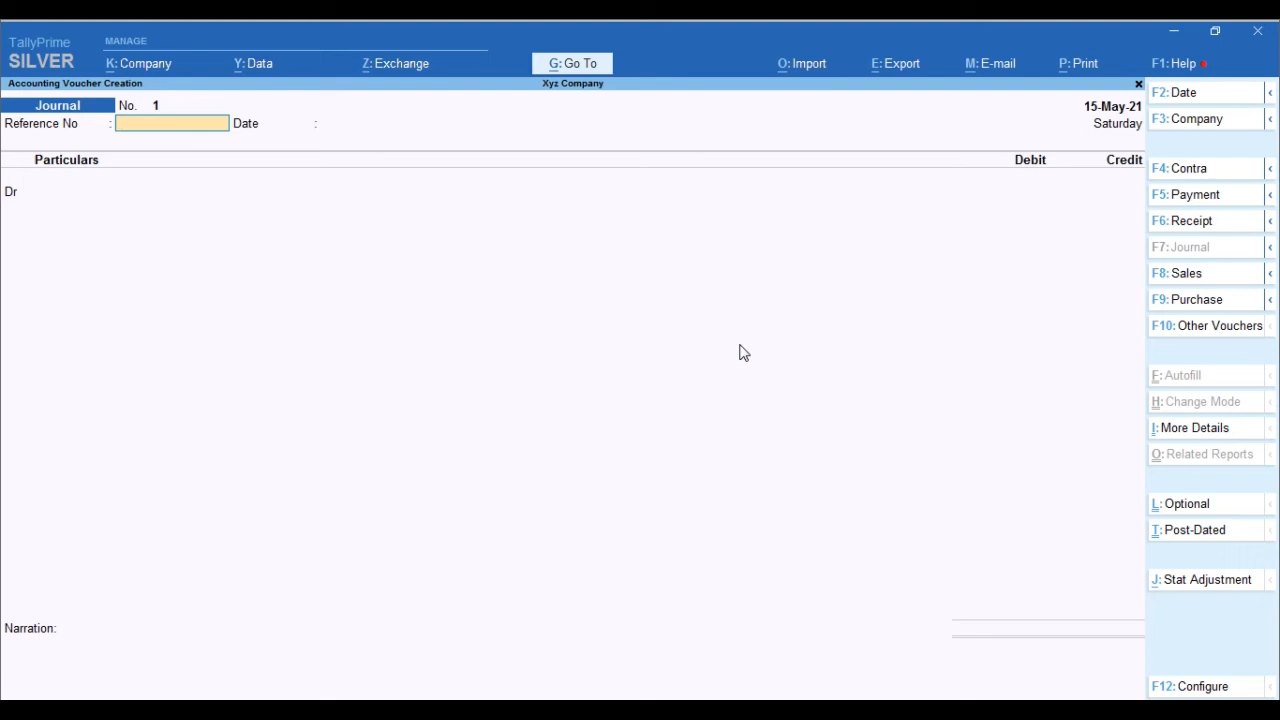 TallyPrime
SILVER
MANAGE
K: Company
Y: Data
Z: Exchange
G: Go To
O: Import
E: Export
M: E-mail
P: Print
F1: Help
Accounting Voucher Creation
Xyz Company
×
Journal No. 1
15-May-21
Reference No :
Date :
Saturday
Particulars
Debit
Credit
Dr
Narration:
F2: Date
F3: Company
F4: Contra
F5: Payment
F6: Receipt
F7: Journal
F8: Sales
F9: Purchase
F10: Other Vouchers
F: Autofill
H: Change Mode
I: More Details
O: Related Reports
L: Optional
T: Post-Dated
J: Stat Adjustment
F12: Configure